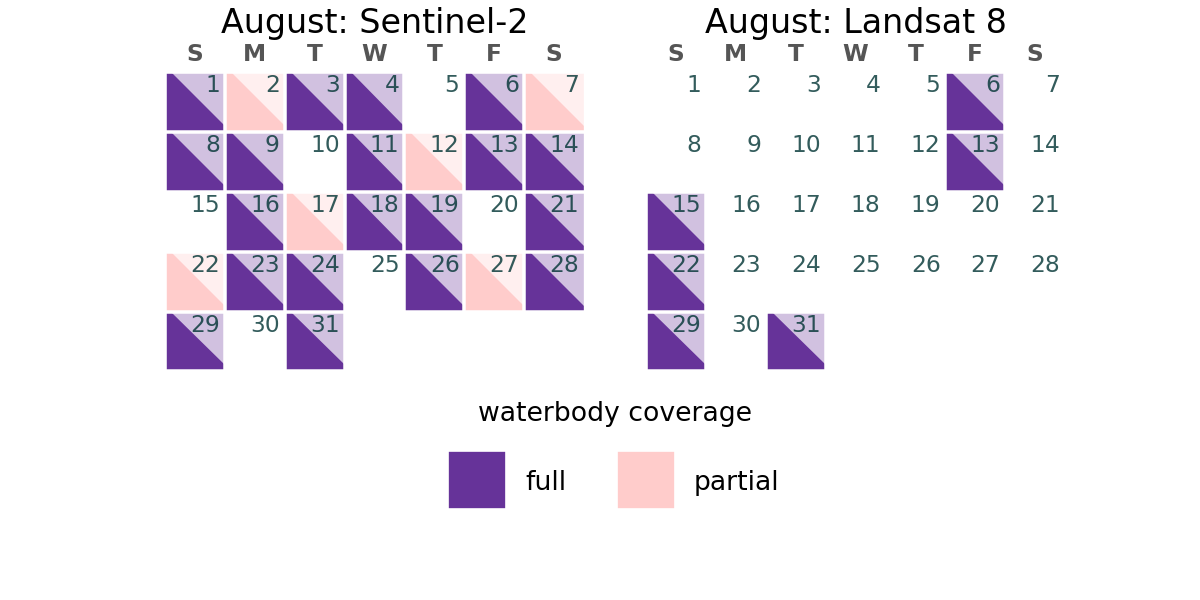 August: Sentinel-2
S M T W T F S
1 2 3 4 5 6 7
8 9 10 11 12 13 14
15 16 17 18 19 20 21
22 23 24 25 26 27 28
29 30 31
August: Landsat 8
S M T W T F S
1 2 3 4 5 6 7
8 9 10 11 12 13 14
15 16 17 18 19 20 21
22 23 24 25 26 27 28
29 30 31
waterbody coverage
full partial